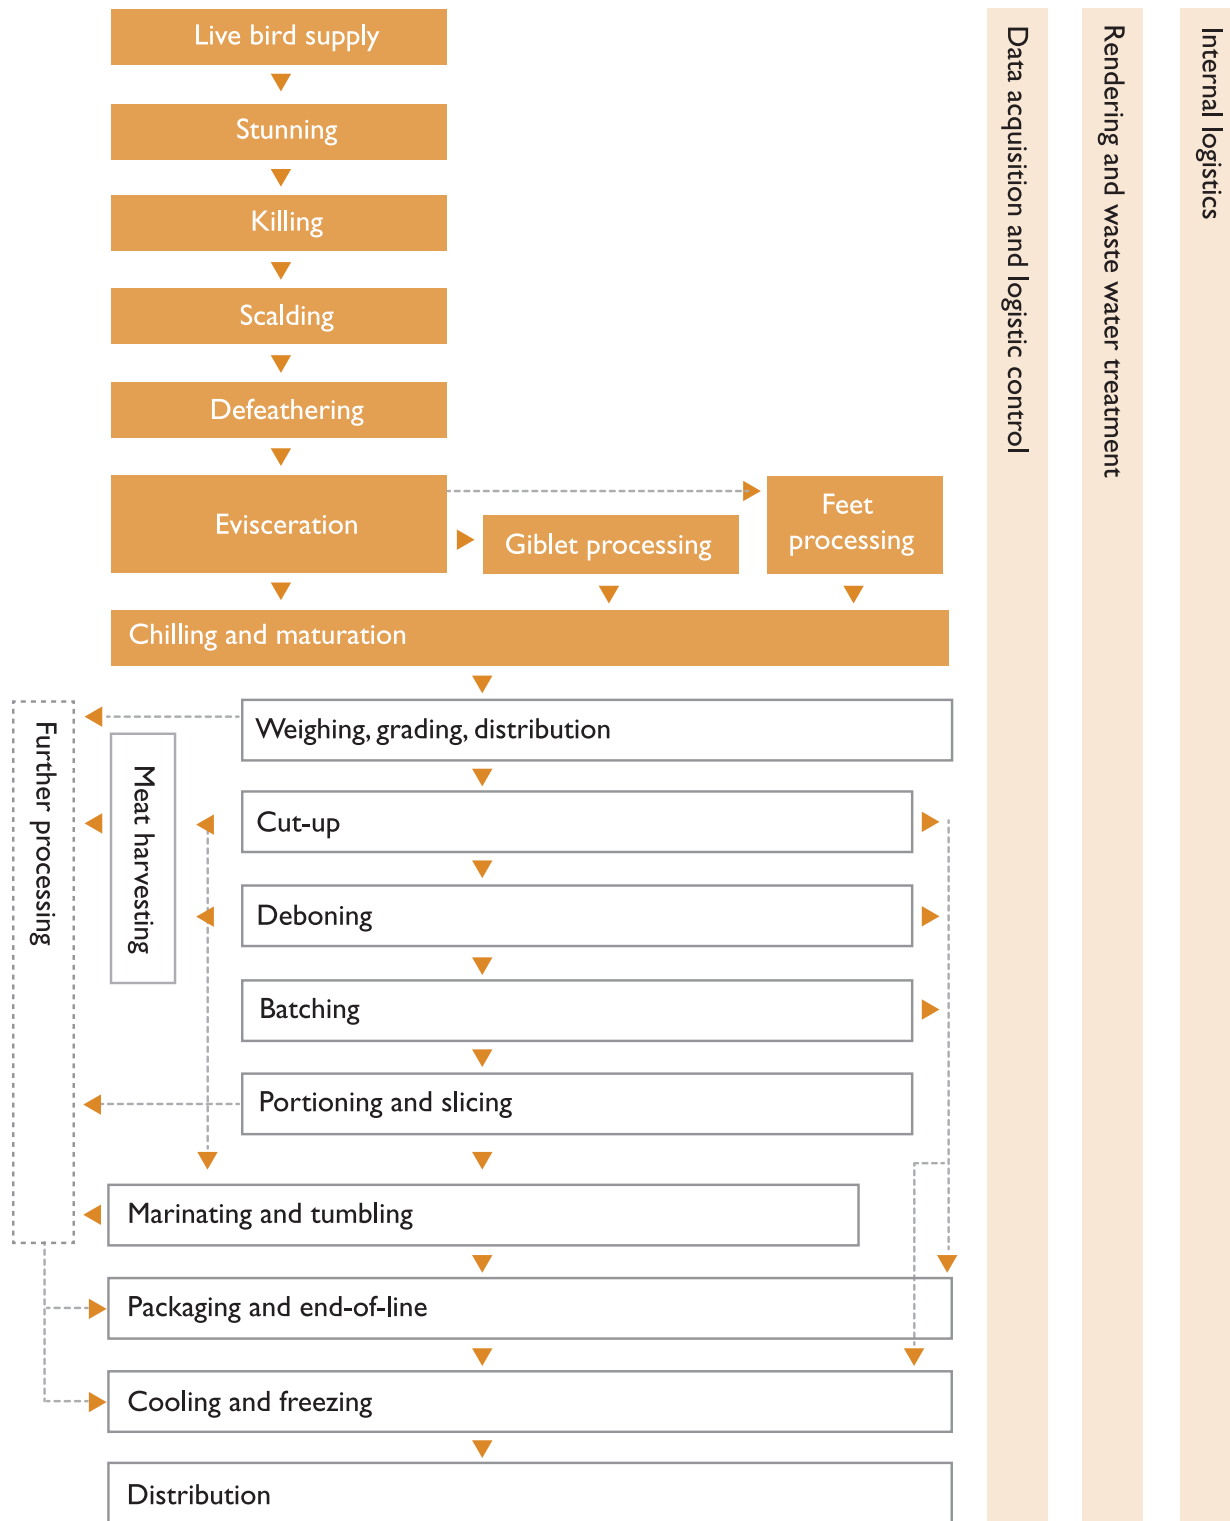 Live bird supply
Stunning
Killing
Scalding
Defeathering
Evisceration
Giblet processing
Feet
processing
Chilling and maturation
Weighing, grading, distribution
Cut-up
Deboning
Batching
Portioning and slicing
Marinating and tumbling
Packaging and end-of-line
Cooling and freezing
Distribution
Further processing
Meat harvesting
Data acquisition and logistic control
Rendering and waste water treatment
Internal logistics